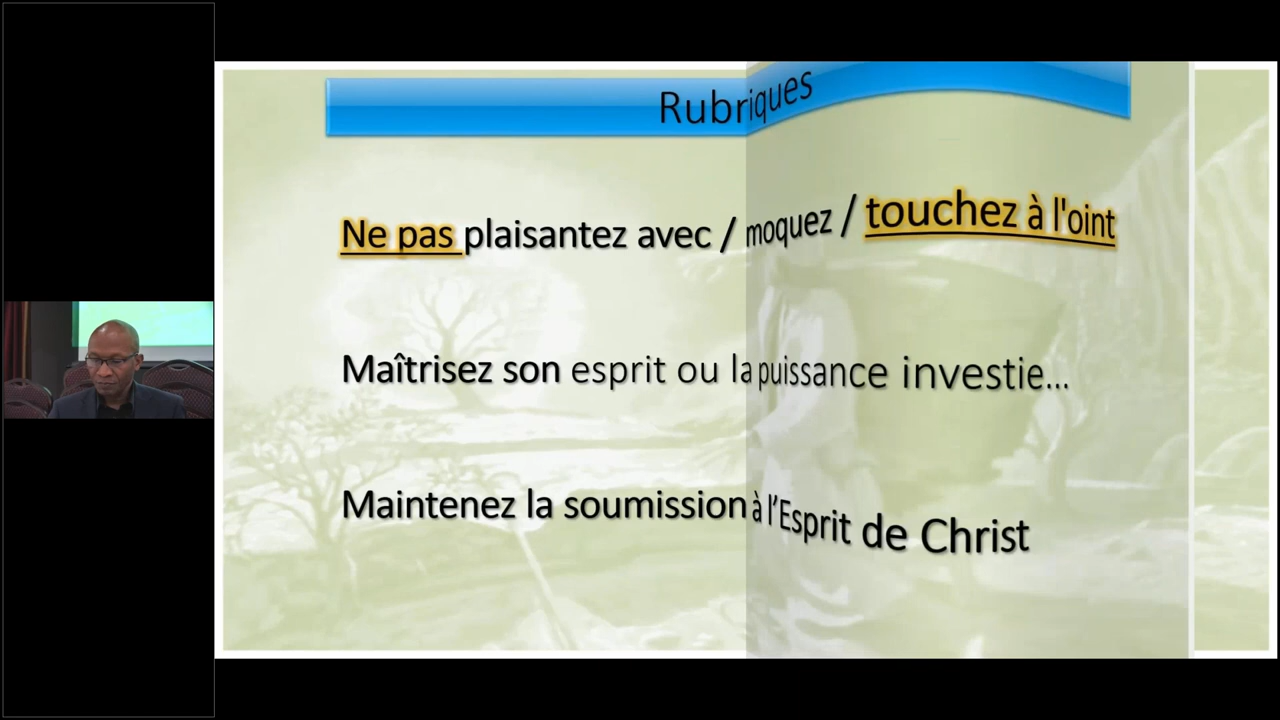 Rubriques
Ne pas plaisantez avec / moquez / touchez à l'oint
Maîtrisez son esprit ou la puissance investie...
Maintenez la soumission à l’Esprit de Christ